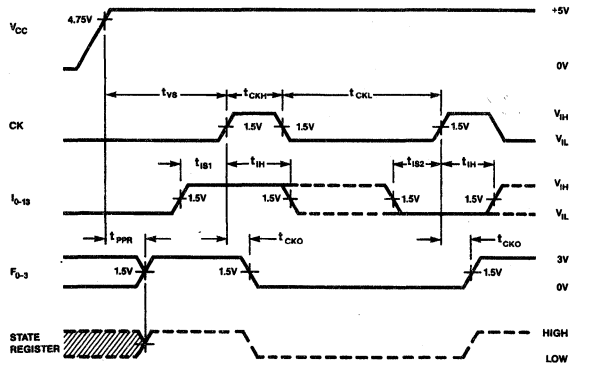 +5V
VCC
4.75V
0V
tVS
tCKH
tCKL
CK
1.5V
1.5V
1.5V
VIH
VIL
tIS1
tIH
tIS2
tIH
I0-13
1.5V
1.5V
1.5V
1.5V
VIH
VIL
tPPR
tCKO
tCKO
F0-3
1.5V
1.5V
1.5V
3V
0V
STATE
REGISTER
HIGH
LOW